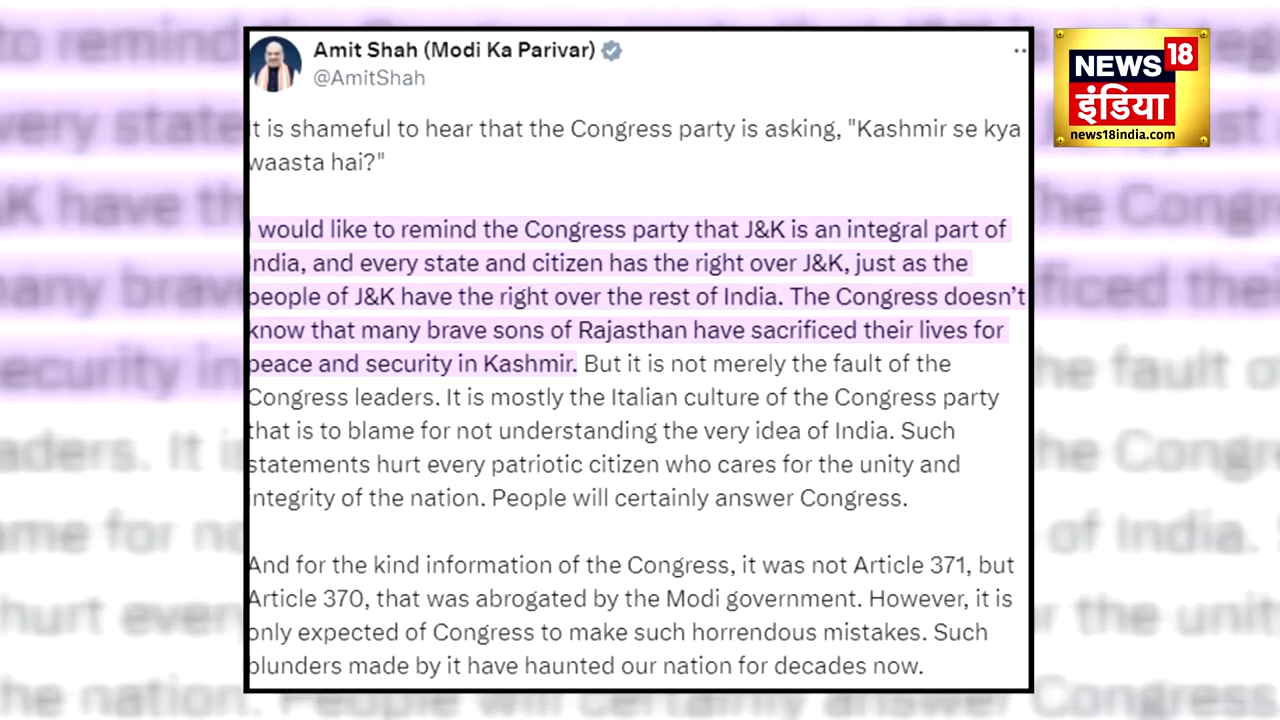 Amit Shah (Modi Ka Parivar)
@AmitShah
NEWS 18
इंडिया
news18india.com
t is shameful to hear that the Congress party is asking, "Kashmir se kya
waasta hai?"
I would like to remind the Congress party that J&K is an integral part of
India, and every state and citizen has the right over J&K, just as the
people of J&K have the right over the rest of India. The Congress doesn’t
know that many brave sons of Rajasthan have sacrificed their lives for
peace and security in Kashmir. But it is not merely the fault of the
Congress leaders. It is mostly the Italian culture of the Congress party
that is to blame for not understanding the very idea of India. Such
statements hurt every patriotic citizen who cares for the unity and
integrity of the nation. People will certainly answer Congress.
And for the kind information of the Congress, it was not Article 371, but
Article 370, that was abrogated by the Modi government. However, it is
only expected of Congress to make such horrendous mistakes. Such
blunders made by it have haunted our nation for decades now.